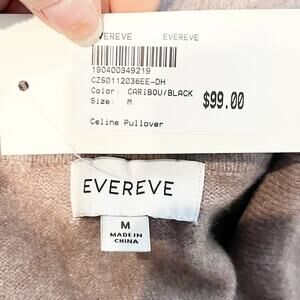 EVEREVE EVEREVE
190400349219
CZSD112036EE-DH
Color: CARIBOU/BLACK
Size: M
$99.00
Celine Pullover
EVEREVE
M
MADE IN
CHINA